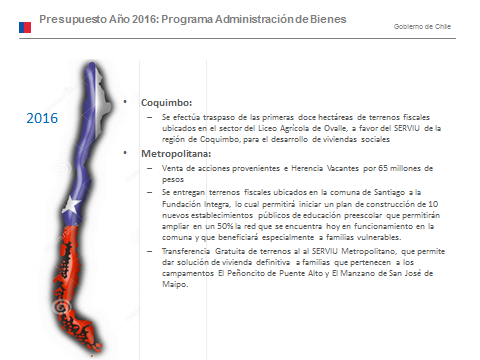 Presupuesto Año 2016: Programa Administración de Bienes
Gobierno de Chile
2016
• Coquimbo:
– Se efectúa traspaso de las primeras doce hectáreas de terrenos fiscales
ubicados en el sector del Liceo Agrícola de Ovalle, a favor del SERVIU de la
región de Coquimbo, para el desarrollo de viviendas sociales
• Metropolitana:
– Venta de acciones provenientes e Herencia Vacantes por 65 millones de
pesos
– Se entregan terrenos fiscales ubicados en la comuna de Santiago a la
Fundación Integra, lo cual permitirá iniciar un plan de construcción de 10
nuevos establecimientos públicos de educación preescolar que permitirán
ampliar en un 50% la red que se encuentra hoy en funcionamiento en la
comuna y que beneficiará especialmente a familias vulnerables.
– Transferencia Gratuita de terrenos al al SERVIU Metropolitano, que permite
dar solución de vivienda definitiva a familias que pertenecen a los
campamentos El Peñoncito de Puente Alto y El Manzano de San José de
Maipo.